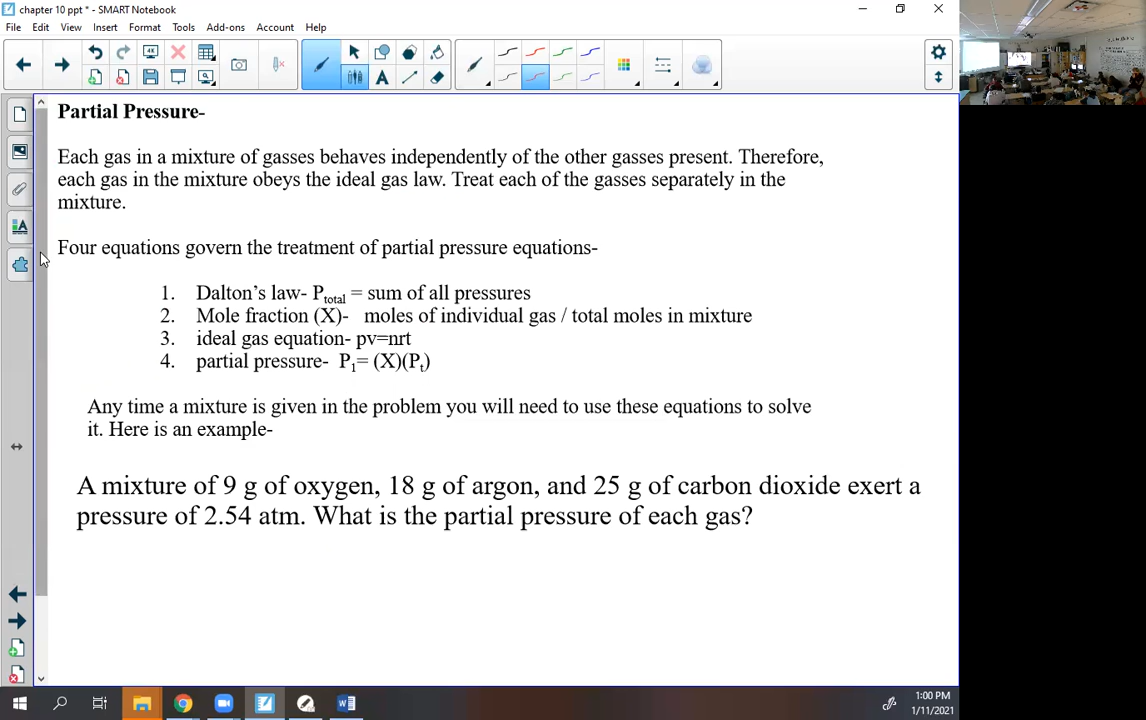 chapter 10 ppt * - SMART Notebook
File Edit View Insert Format Tools Add-ons Account Help
Partial Pressure-
Each gas in a mixture of gasses behaves independently of the other gasses present. Therefore,
each gas in the mixture obeys the ideal gas law. Treat each of the gasses separately in the
mixture.
Four equations govern the treatment of partial pressure equations-
1. Dalton’s law- Ptotal = sum of all pressures
2. Mole fraction (X)- moles of individual gas / total moles in mixture
3. ideal gas equation- pv=nrt
4. partial pressure- P1= (X)(Pt)
Any time a mixture is given in the problem you will need to use these equations to solve
it. Here is an example-
A mixture of 9 g of oxygen, 18 g of argon, and 25 g of carbon dioxide exert a
pressure of 2.54 atm. What is the partial pressure of each gas?
1:00 PM
1/11/2021